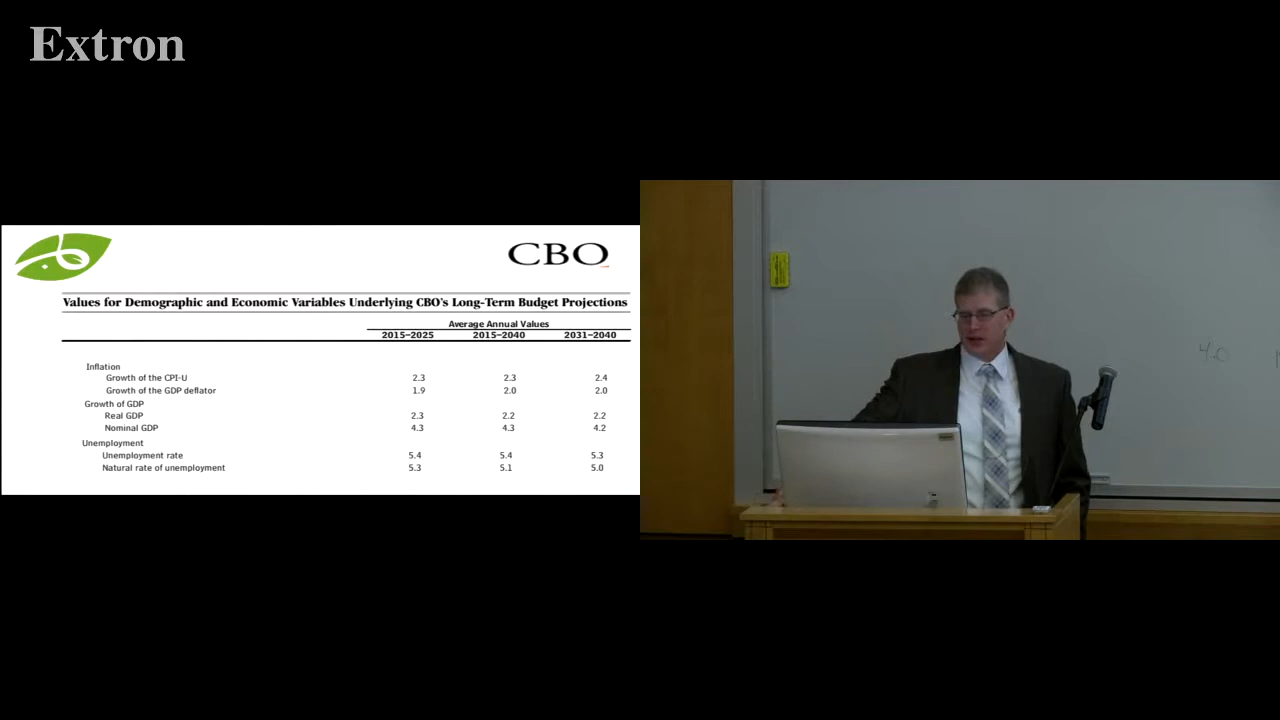 Extron
CBO
Values for Demographic and Economic Variables Underlying CBO's Long-Term Budget Projections
Average Annual Values
2015–2025 2015–2040 2031–2040
Inflation
Growth of the CPI-U 2.3 2.3 2.4
Growth of the GDP deflator 1.9 2.0 2.0
Growth of GDP
Real GDP 2.3 2.2 2.2
Nominal GDP 4.3 4.3 4.2
Unemployment
Unemployment rate 5.4 5.4 5.3
Natural rate of unemployment 5.3 5.1 5.0